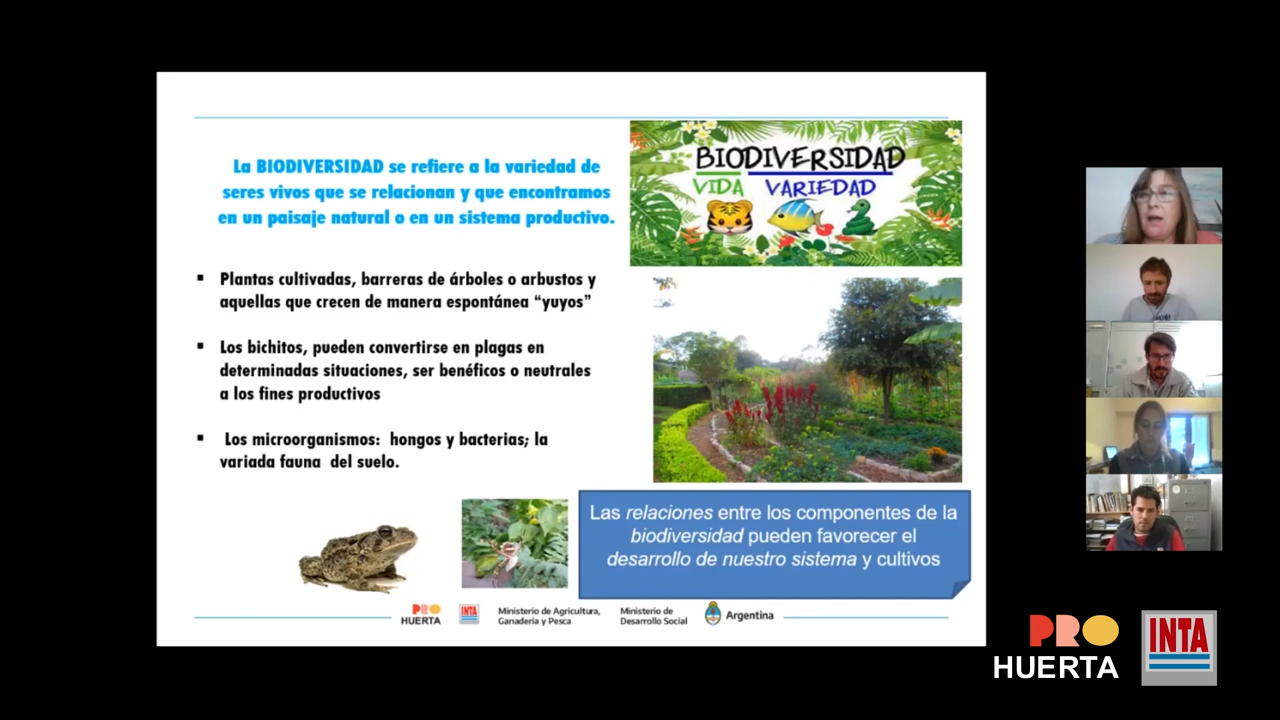 La BIODIVERSIDAD se refiere a la variedad de
seres vivos que se relacionan y que encontramos
en un paisaje natural o en un sistema productivo.
BIODIVERSIDAD
VIDA VARIEDAD
▪ Plantas cultivadas, barreras de árboles o arbustos y
aquellas que crecen de manera espontánea “yuyos”
▪ Los bichitos, pueden convertirse en plagas en
determinadas situaciones, ser benéficos o neutrales
a los fines productivos
▪ Los microorganismos: hongos y bacterias; la
variada fauna del suelo.
Las relaciones entre los componentes de la
biodiversidad pueden favorecer el
desarrollo de nuestro sistema y cultivos
PRO
HUERTA
INTA
Ministerio de Agricultura,
Ganadería y Pesca
Ministerio de
Desarrollo Social
Argentina
PRO
HUERTA
INTA